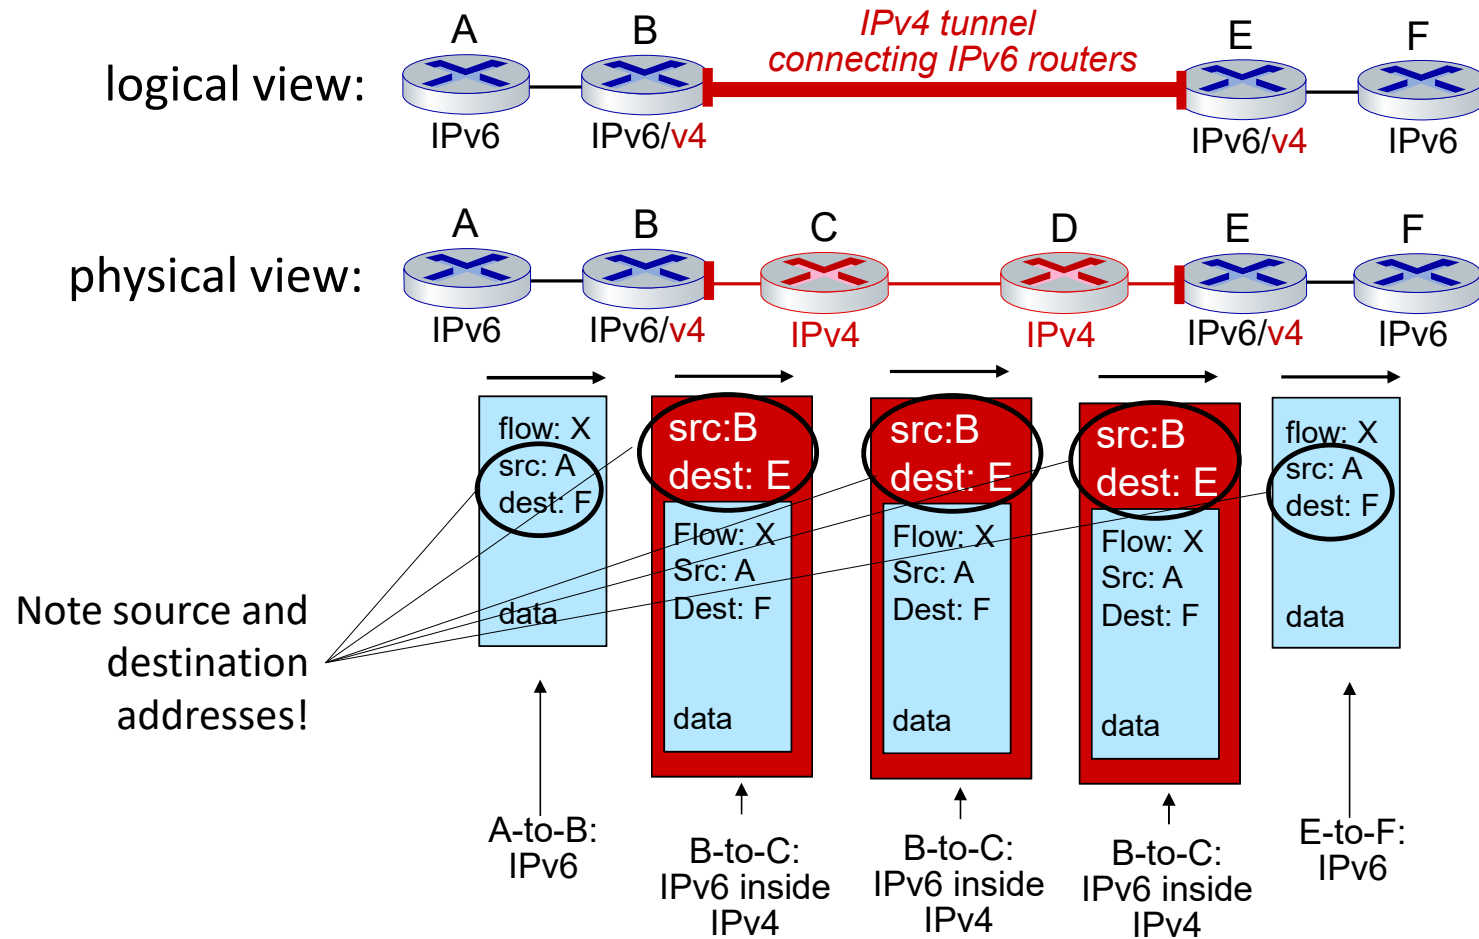 IPv4 tunnel
connecting IPv6 routers
A
B
E
F
logical view:
IPv6
IPv6/v4
IPv6/v4
IPv6
A
B
C
D
E
F
physical view:
IPv6
IPv6/v4
IPv4
IPv4
IPv6/v4
IPv6
flow: X
src: A
dest: F
data
src:B
dest: E
Flow: X
Src: A
Dest: F
data
src:B
dest: E
Flow: X
Src: A
Dest: F
data
src:B
dest: E
Flow: X
Src: A
Dest: F
data
flow: X
src: A
dest: F
data
Note source and
destination
addresses!
A-to-B:
IPv6
B-to-C:
IPv6 inside
IPv4
B-to-C:
IPv6 inside
IPv4
B-to-C:
IPv6 inside
IPv4
E-to-F:
IPv6